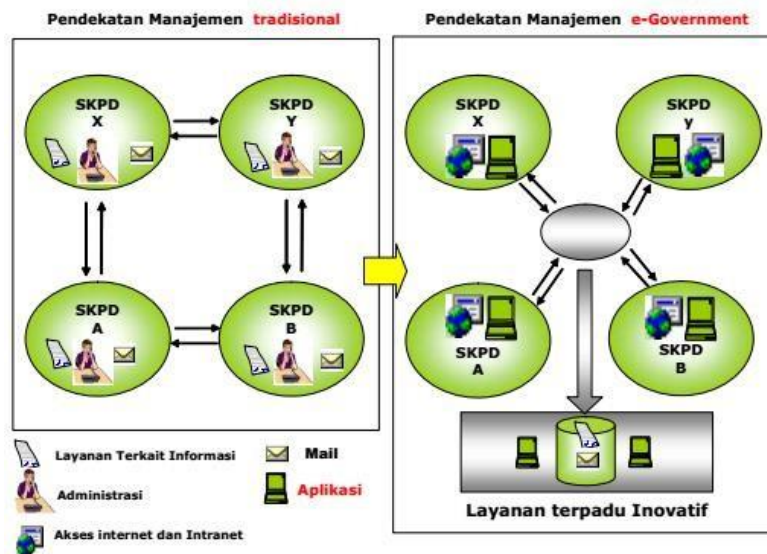 Pendekatan Manajemen tradisional
SKPD
X
SKPD
Y
SKPD
A
SKPD
B
Pendekatan Manajemen e-Government
SKPD
X
SKPD
y
SKPD
A
SKPD
B
Layanan terpadu Inovatif
Layanan Terkait Informasi
Mail
Administrasi
Aplikasi
Akses internet dan Intranet